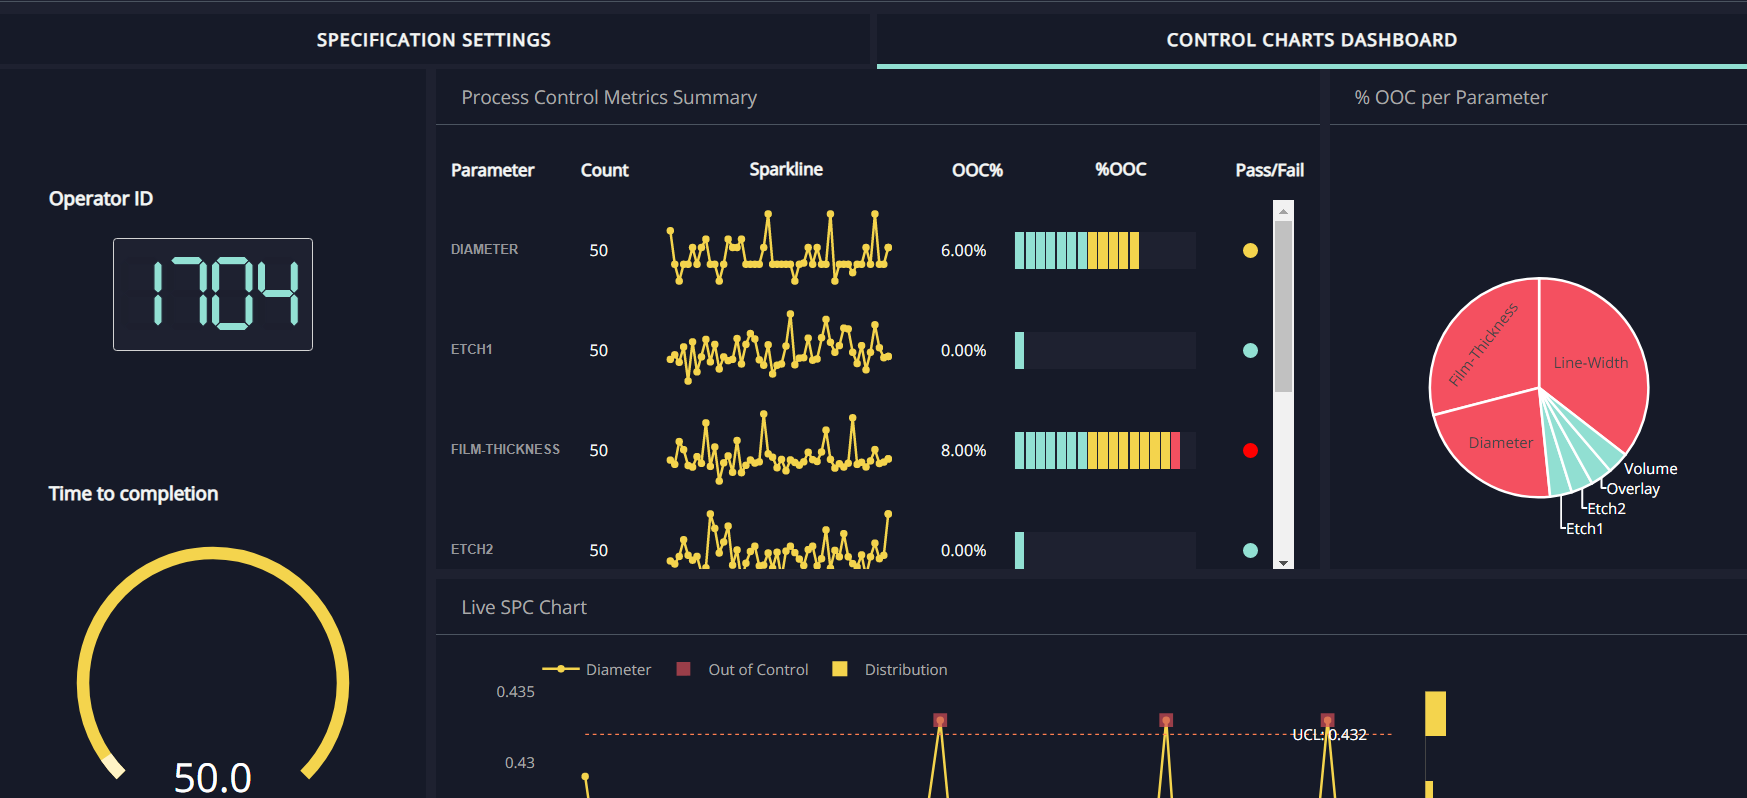 SPECIFICATION SETTINGS
CONTROL CHARTS DASHBOARD
Operator ID
1704
Time to completion
50.0
Process Control Metrics Summary
Parameter Count Sparkline OOC% %OOC Pass/Fail
DIAMETER 50 6.00%
ETCH1 50 0.00%
FILM-THICKNESS 50 8.00%
ETCH2 50 0.00%
% OOC per Parameter
Film-Thickness
Line-Width
Diameter
Volume
Overlay
Etch2
Etch1
Live SPC Chart
Diameter Out of Control Distribution
0.435
UCL: 0.432
0.43